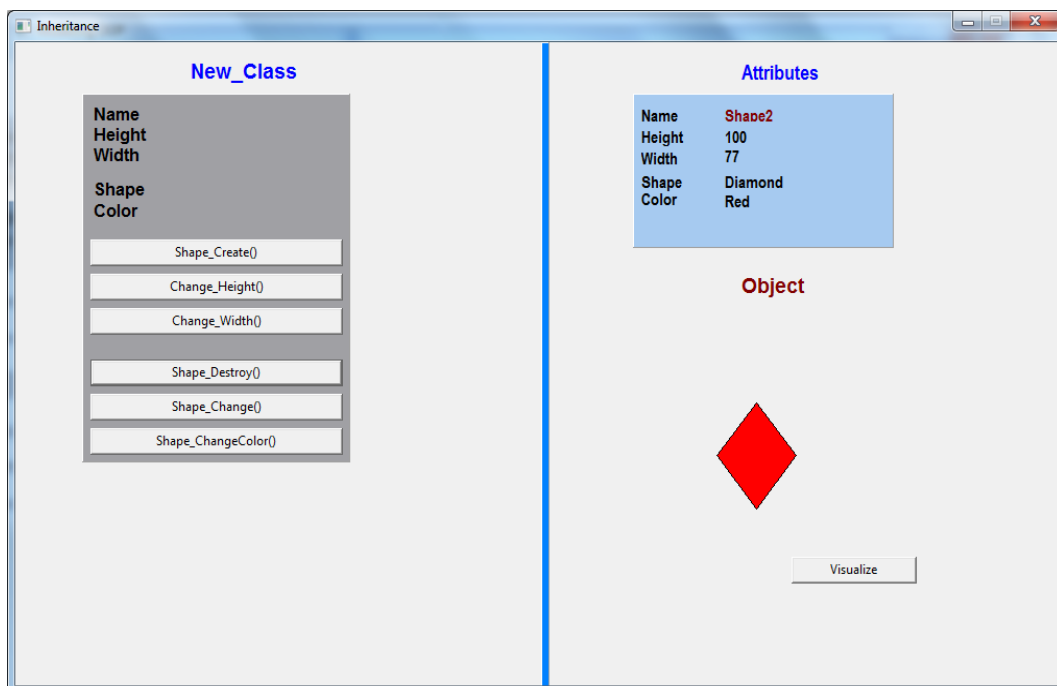 Inheritance
New_Class
Name
Height
Width
Shape
Color
Shape_Create()
Change_Height()
Change_Width()
Shape_Destroy()
Shape_Change()
Shape_ChangeColor()
Attributes
Name Shape2
Height 100
Width 77
Shape Diamond
Color Red
Object
Visualize